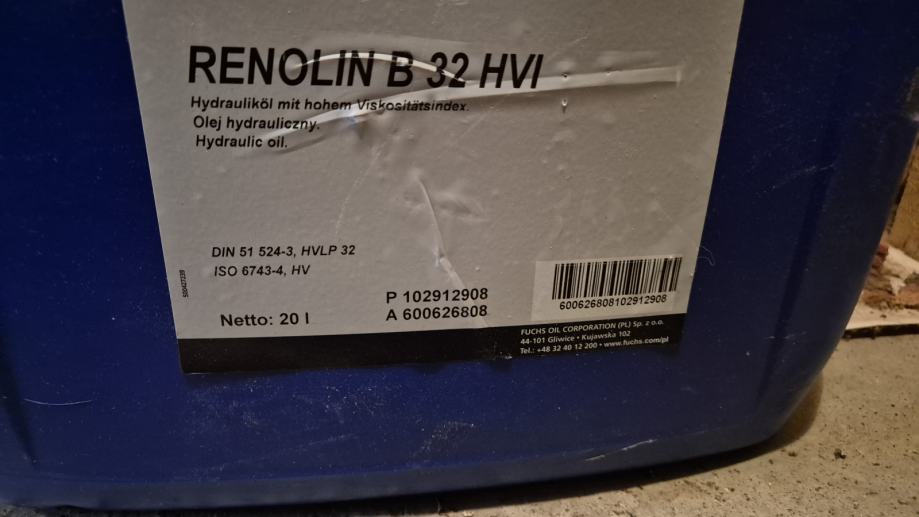 RENOLIN B 32 HVI
Hydrauliköl mit hohem Viskositätsindex.
Olej hydrauliczny.
Hydraulic oil.
DIN 51 524-3, HVLP 32
ISO 6743-4, HV
P 102912908
A 600626808
600626808102912908
Netto: 20 l
FUCHS OIL CORPORATION (PL) Sp. z o.o.
44-101 Gliwice • Kujawska 102
Tel.: +48 32 40 12 200 • www.fuchs.com/pl